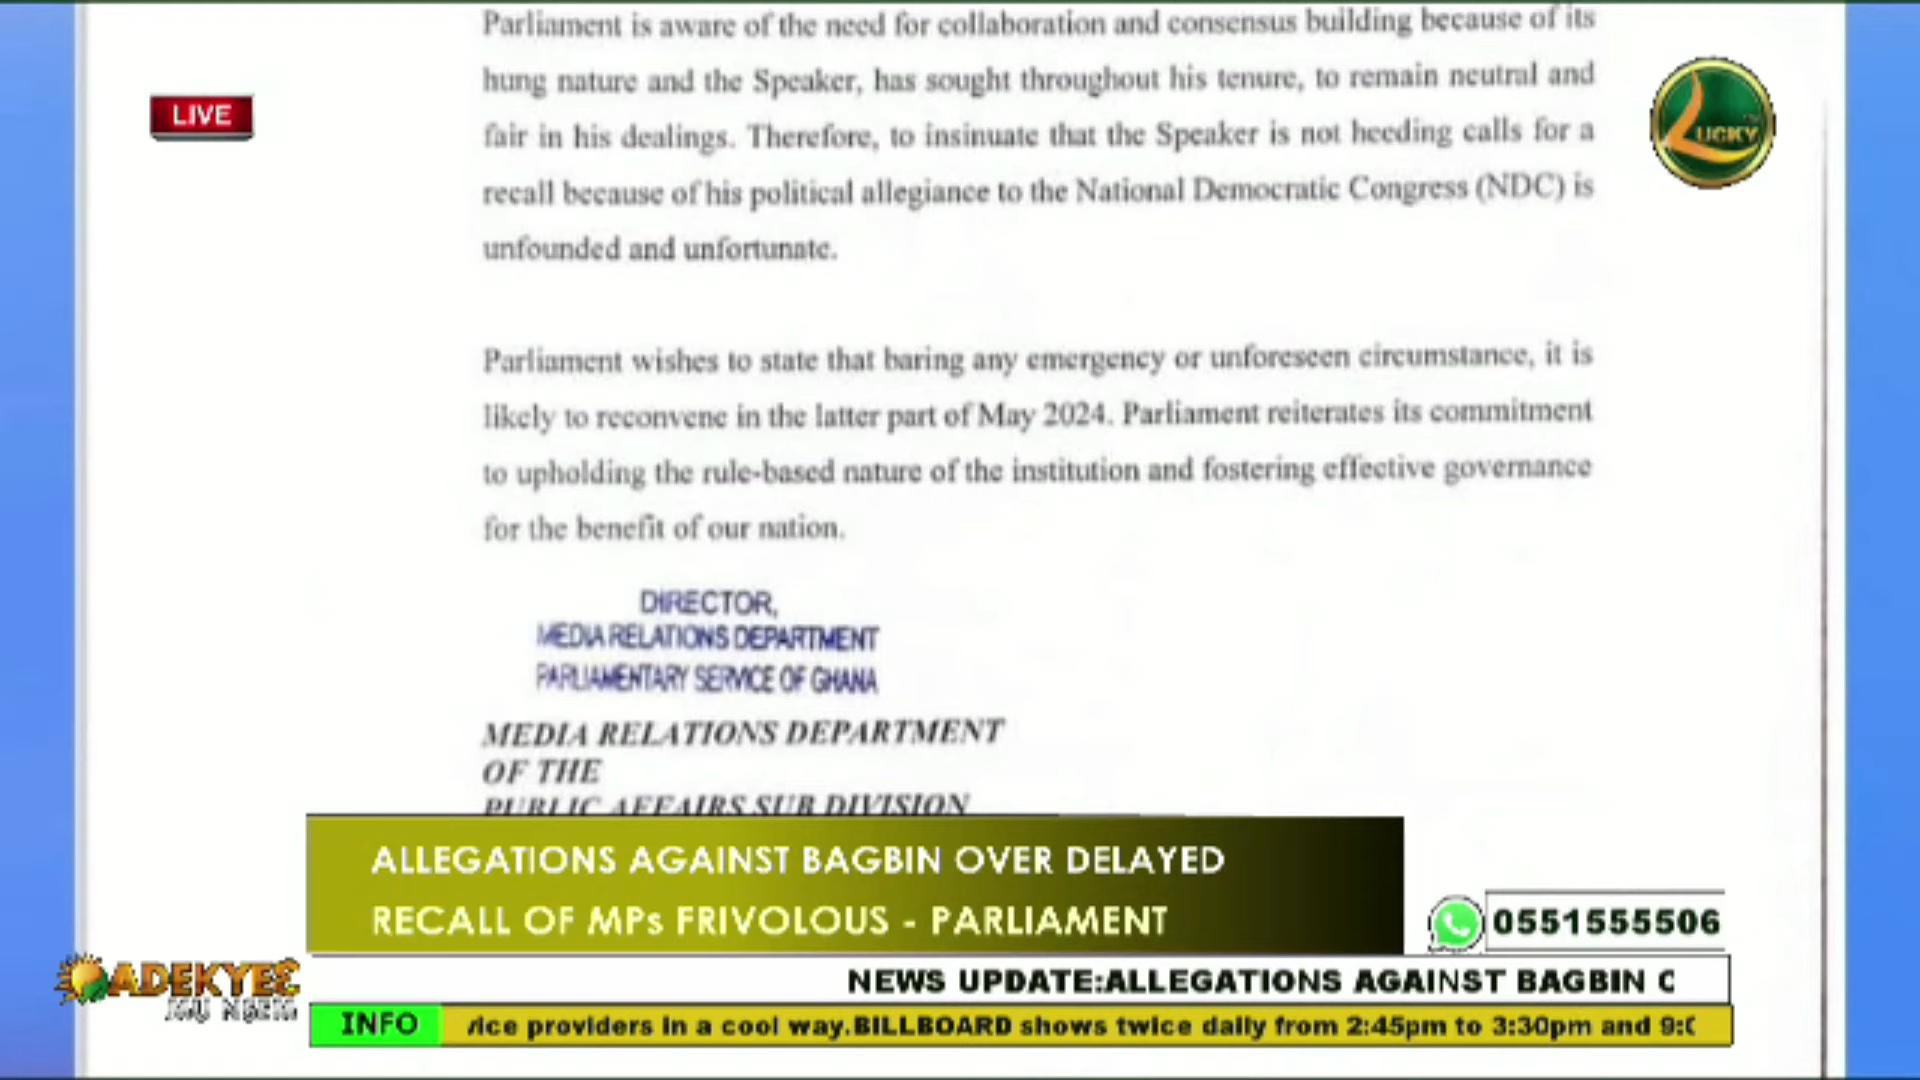 Parliament is aware of the need for collaboration and consensus building because of its
hung nature and the Speaker, has sought throughout his tenure, to remain neutral and
fair in his dealings. Therefore, to insinuate that the Speaker is not heeding calls for a
recall because of his political allegiance to the National Democratic Congress (NDC) is
unfounded and unfortunate.
Parliament wishes to state that baring any emergency or unforeseen circumstance, it is
likely to reconvene in the latter part of May 2024. Parliament reiterates its commitment
to upholding the rule-based nature of the institution and fostering effective governance
for the benefit of our nation.
DIRECTOR,
MEDIA RELATIONS DEPARTMENT
PARLIAMENTARY SERVICE OF GHANA
MEDIA RELATIONS DEPARTMENT
OF THE
PUBLIC AFFAIRS SUB DIVISION
LIVE
LUCKY
ALLEGATIONS AGAINST BAGBIN OVER DELAYED
RECALL OF MPs FRIVOLOUS - PARLIAMENT
0551555506
ADEKYEƐ
MU NSƐM
NEWS UPDATE:ALLEGATIONS AGAINST BAGBIN
INFO
providers in a cool way.BILLBOARD shows twice daily from 2:45pm to 3:30pm and